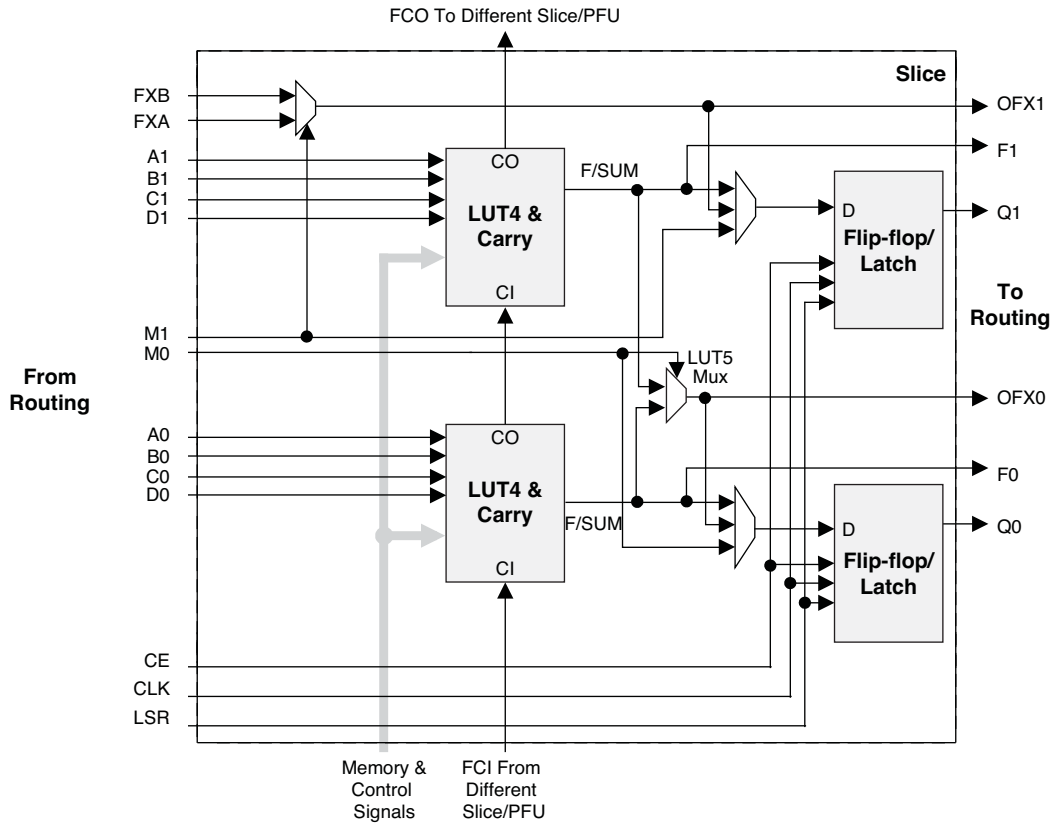 FCO To Different Slice/PFU
Slice
FXB
FXA
OFX1
F1
A1
B1
C1
D1
CO
LUT4 &
Carry
CI
F/SUM
D
Flip-flop/
Latch
Q1
To
Routing
M1
M0
From
Routing
LUT5
Mux
OFX0
A0
B0
C0
D0
CO
LUT4 &
Carry
CI
F/SUM
F0
D
Flip-flop/
Latch
Q0
CE
CLK
LSR
Memory &
Control
Signals
FCI From
Different
Slice/PFU